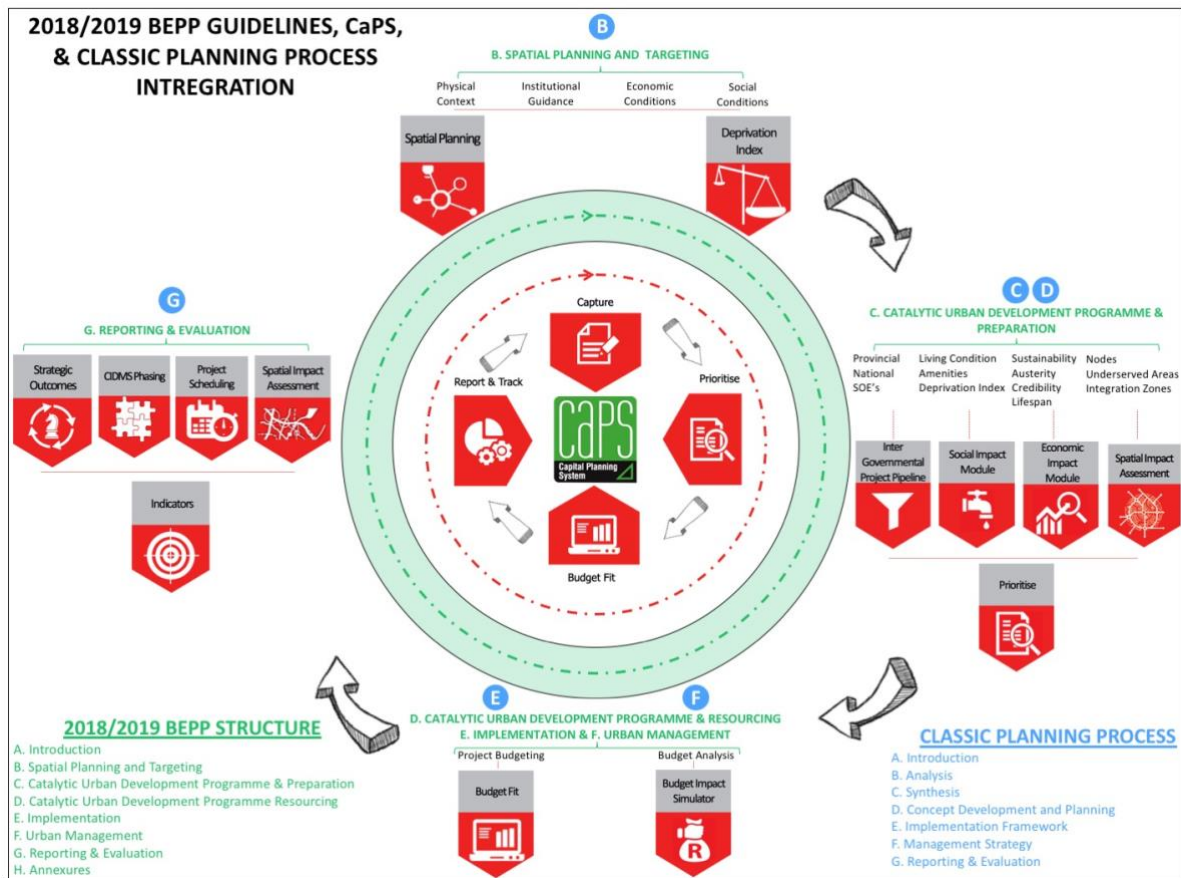 2018/2019 BEPP GUIDELINES, CaPS,
& CLASSIC PLANNING PROCESS
INTREGRATION
B
B. SPATIAL PLANNING AND TARGETING
Physical
Context
Institutional
Guidance
Economic
Conditions
Social
Conditions
Spatial Planning
Deprivation
Index
G
G. REPORTING & EVALUATION
Strategic
Outcomes
CIDMS Phasing
Project
Scheduling
Spatial Impact
Assessment
Indicators
Capture
Prioritise
Budget Fit
Report & Track
CaPS
Capital Planning
System
C
D
C. CATALYTIC URBAN DEVELOPMENT PROGRAMME &
PREPARATION
Provincial
National
SOE's
Living Condition
Amenities
Deprivation Index
Sustainability
Austerity
Credibility
Lifespan
Nodes
Underserved Areas
Integration Zones
Inter
Governmental
Project Pipeline
Social Impact
Module
Economic
Impact
Module
Spatial Impact
Assessment
Prioritise
E
F
D. CATALYTIC URBAN DEVELOPMENT PROGRAMME & RESOURCING
E. IMPLEMENTATION & F. URBAN MANAGEMENT
Project Budgeting
Budget Analysis
Budget Fit
Budget Impact
Simulator
R
2018/2019 BEPP STRUCTURE
A. Introduction
B. Spatial Planning and Targeting
C. Catalytic Urban Development Programme & Preparation
D. Catalytic Urban Development Programme Resourcing
E. Implementation
F. Urban Management
G. Reporting & Evaluation
H. Annexures
CLASSIC PLANNING PROCESS
A. Introduction
B. Analysis
C. Synthesis
D. Concept Development and Planning
E. Implementation Framework
F. Management Strategy
G. Reporting & Evaluation